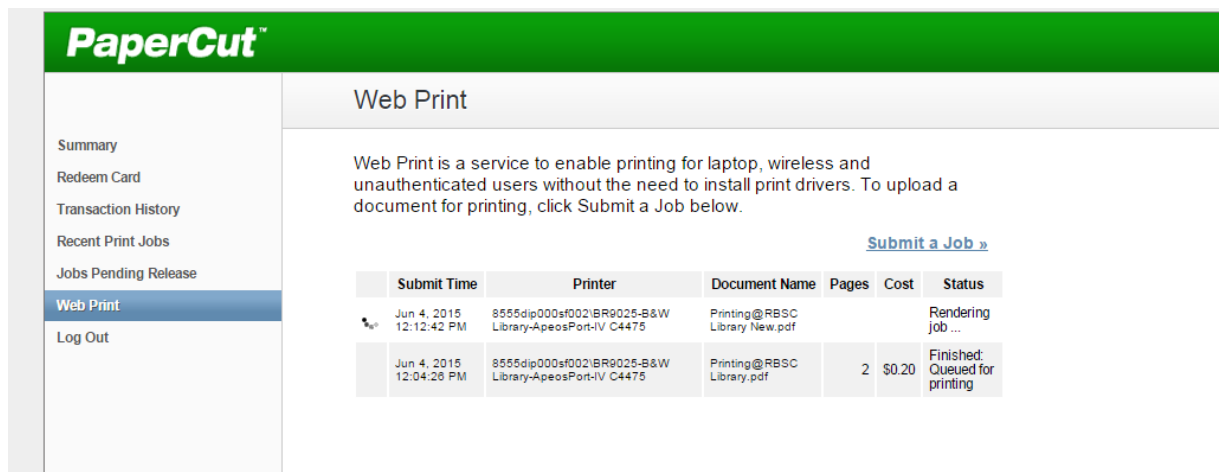 PaperCut™
Web Print
Summary
Redeem Card
Transaction History
Recent Print Jobs
Jobs Pending Release
Web Print
Log Out
Web Print is a service to enable printing for laptop, wireless and
unauthenticated users without the need to install print drivers. To upload a
document for printing, click Submit a Job below.
Submit a Job »
Submit Time Printer Document Name Pages Cost Status
Jun 4, 2015 8555dip000sf002\BR9025-B&W Printing@RBSC Rendering
12:12:42 PM Library-ApeosPort-IV C4475 Library New.pdf job ...
Finished:
Jun 4, 2015 8555dip000sf002\BR9025-B&W Printing@RBSC 2 $0.20 Queued for
12:04:26 PM Library-ApeosPort-IV C4475 Library.pdf printing